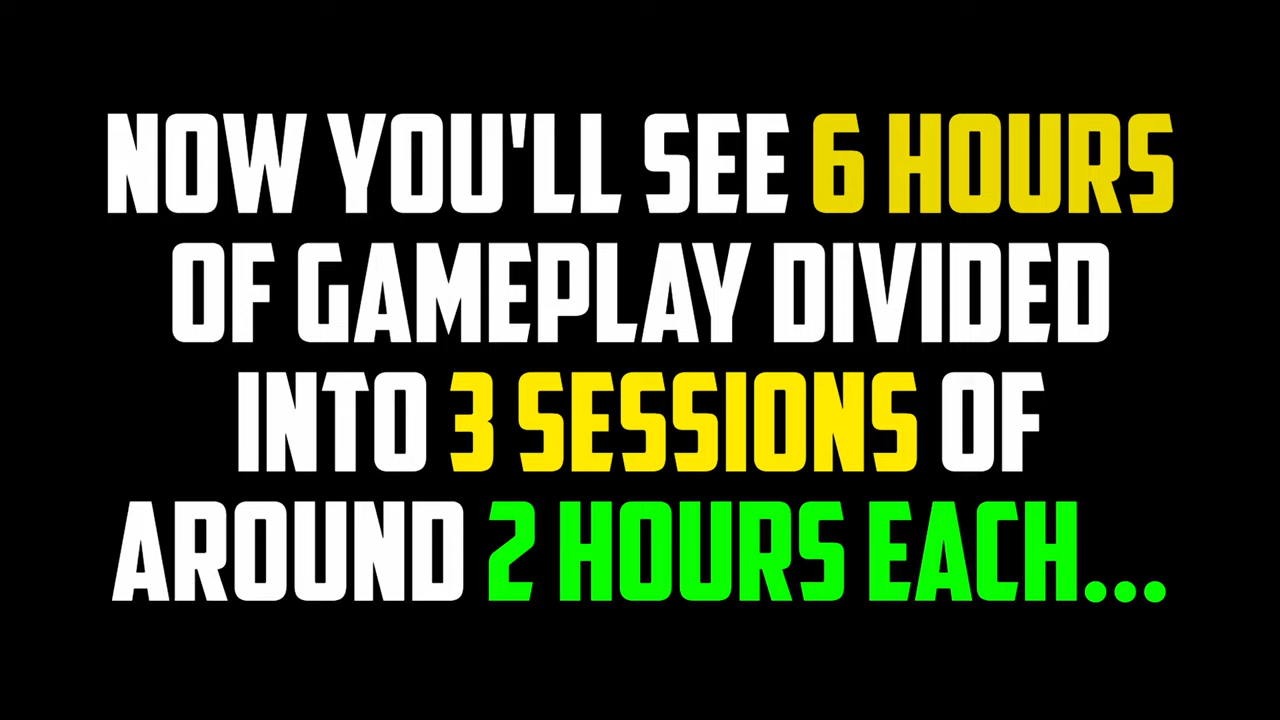 NOW YOU'LL SEE 6 HOURS
OF GAMEPLAY DIVIDED
INTO 3 SESSIONS OF
AROUND 2 HOURS EACH...